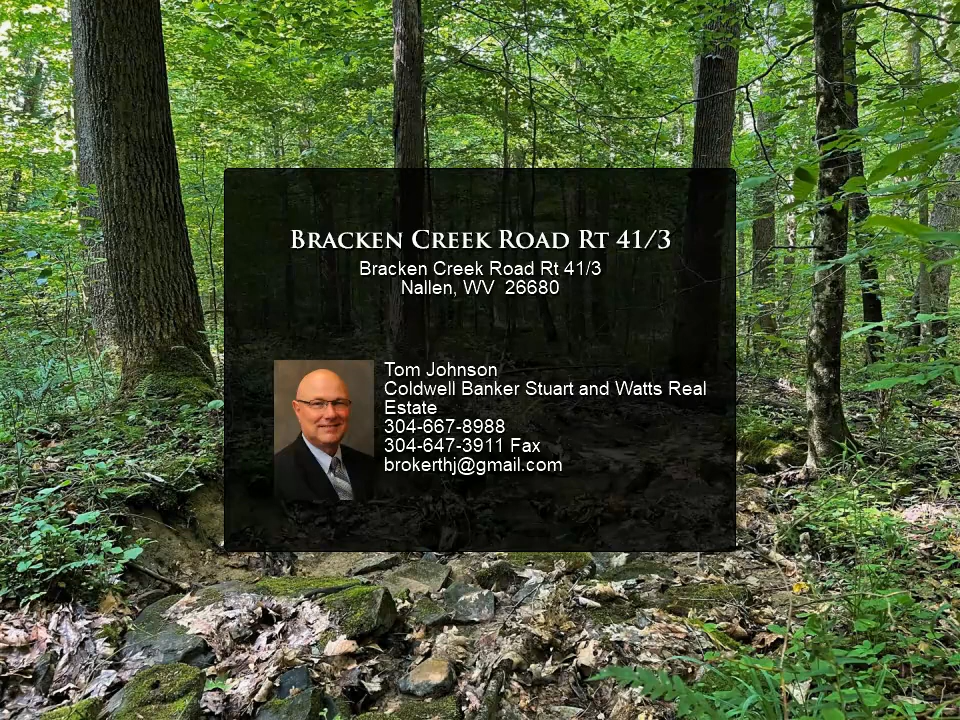 Bracken Creek Road Rt 41/3
Bracken Creek Road Rt 41/3
Nallen, WV  26680
Tom Johnson
Coldwell Banker Stuart and Watts Real
Estate
304-667-8988
304-647-3911 Fax
brokerthj@gmail.com